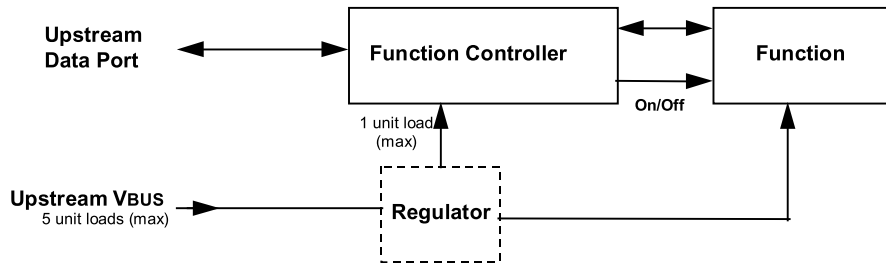 Upstream
Data Port
Function Controller
Function
On/Off
1 unit load
(max)
Upstream VBUS
5 unit loads (max)
Regulator